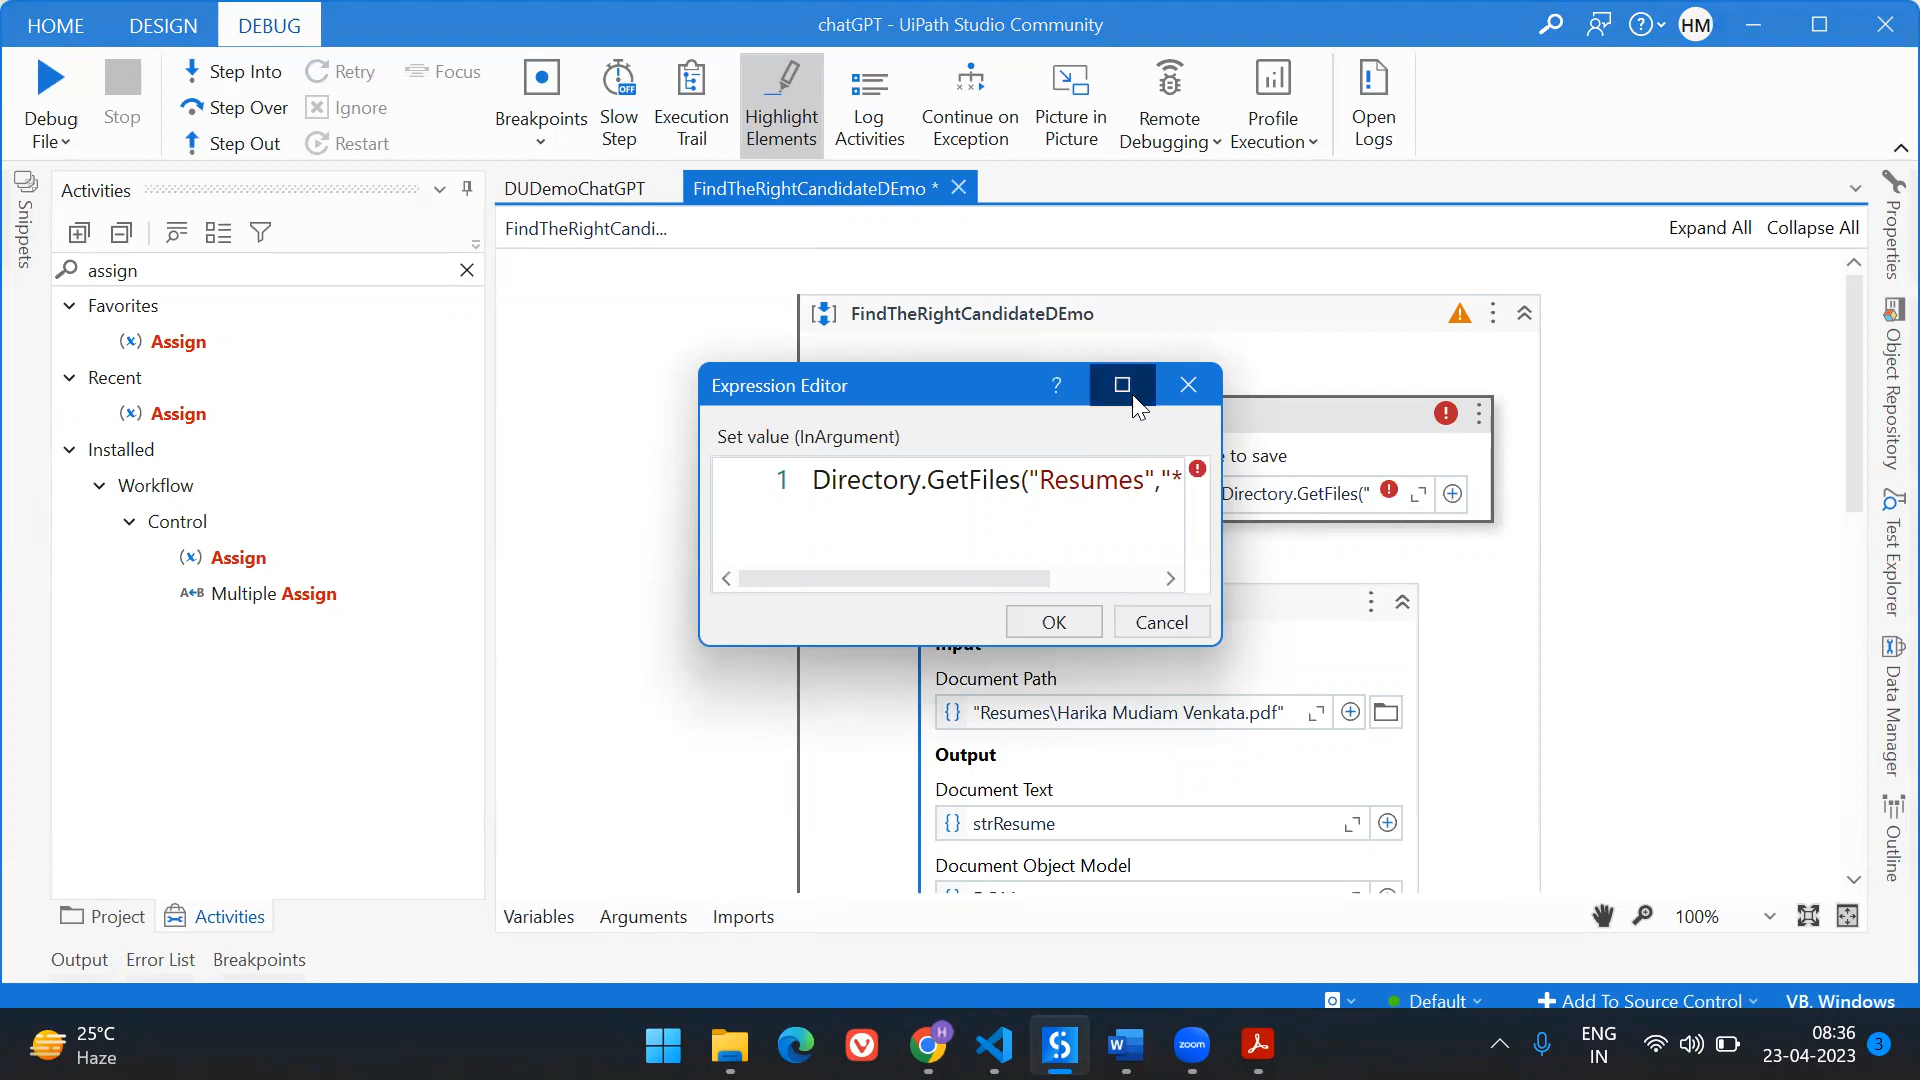 HOME
DESIGN
DEBUG
chatGPT - UiPath Studio Community
HM
Debug File
Stop
Step Into
Step Over
Step Out
Retry
Ignore
Restart
Focus
Breakpoints
OFF
Slow Step
Execution Trail
Highlight Elements
Log Activities
Continue on Exception
Picture in Picture
Remote Debugging
Profile Execution
Open Logs
Snippets
Activities
assign
Favorites
Assign
Recent
Assign
Installed
Workflow
Control
Assign
Multiple Assign
DUDemoChatGPT
FindTheRightCandidateDEmo *
FindTheRightCandi...
Expand All
Collapse All
FindTheRightCandidateDEmo
Expression Editor
Set value (InArgument)
1 Directory.GetFiles("Resumes","*
OK
Cancel
e to save
Directory.GetFiles("
Input
Document Path
"Resumes\Harika Mudiam Venkata.pdf"
Output
Document Text
strResume
Document Object Model
Properties
Object Repository
Test Explorer
Data Manager
Outline
Project
Activities
Variables
Arguments
Imports
100%
Output
Error List
Breakpoints
Default
Add To Source Control
VB, Windows
25°C
Haze
H
zoom
ENG
IN
08:36
23-04-2023
3